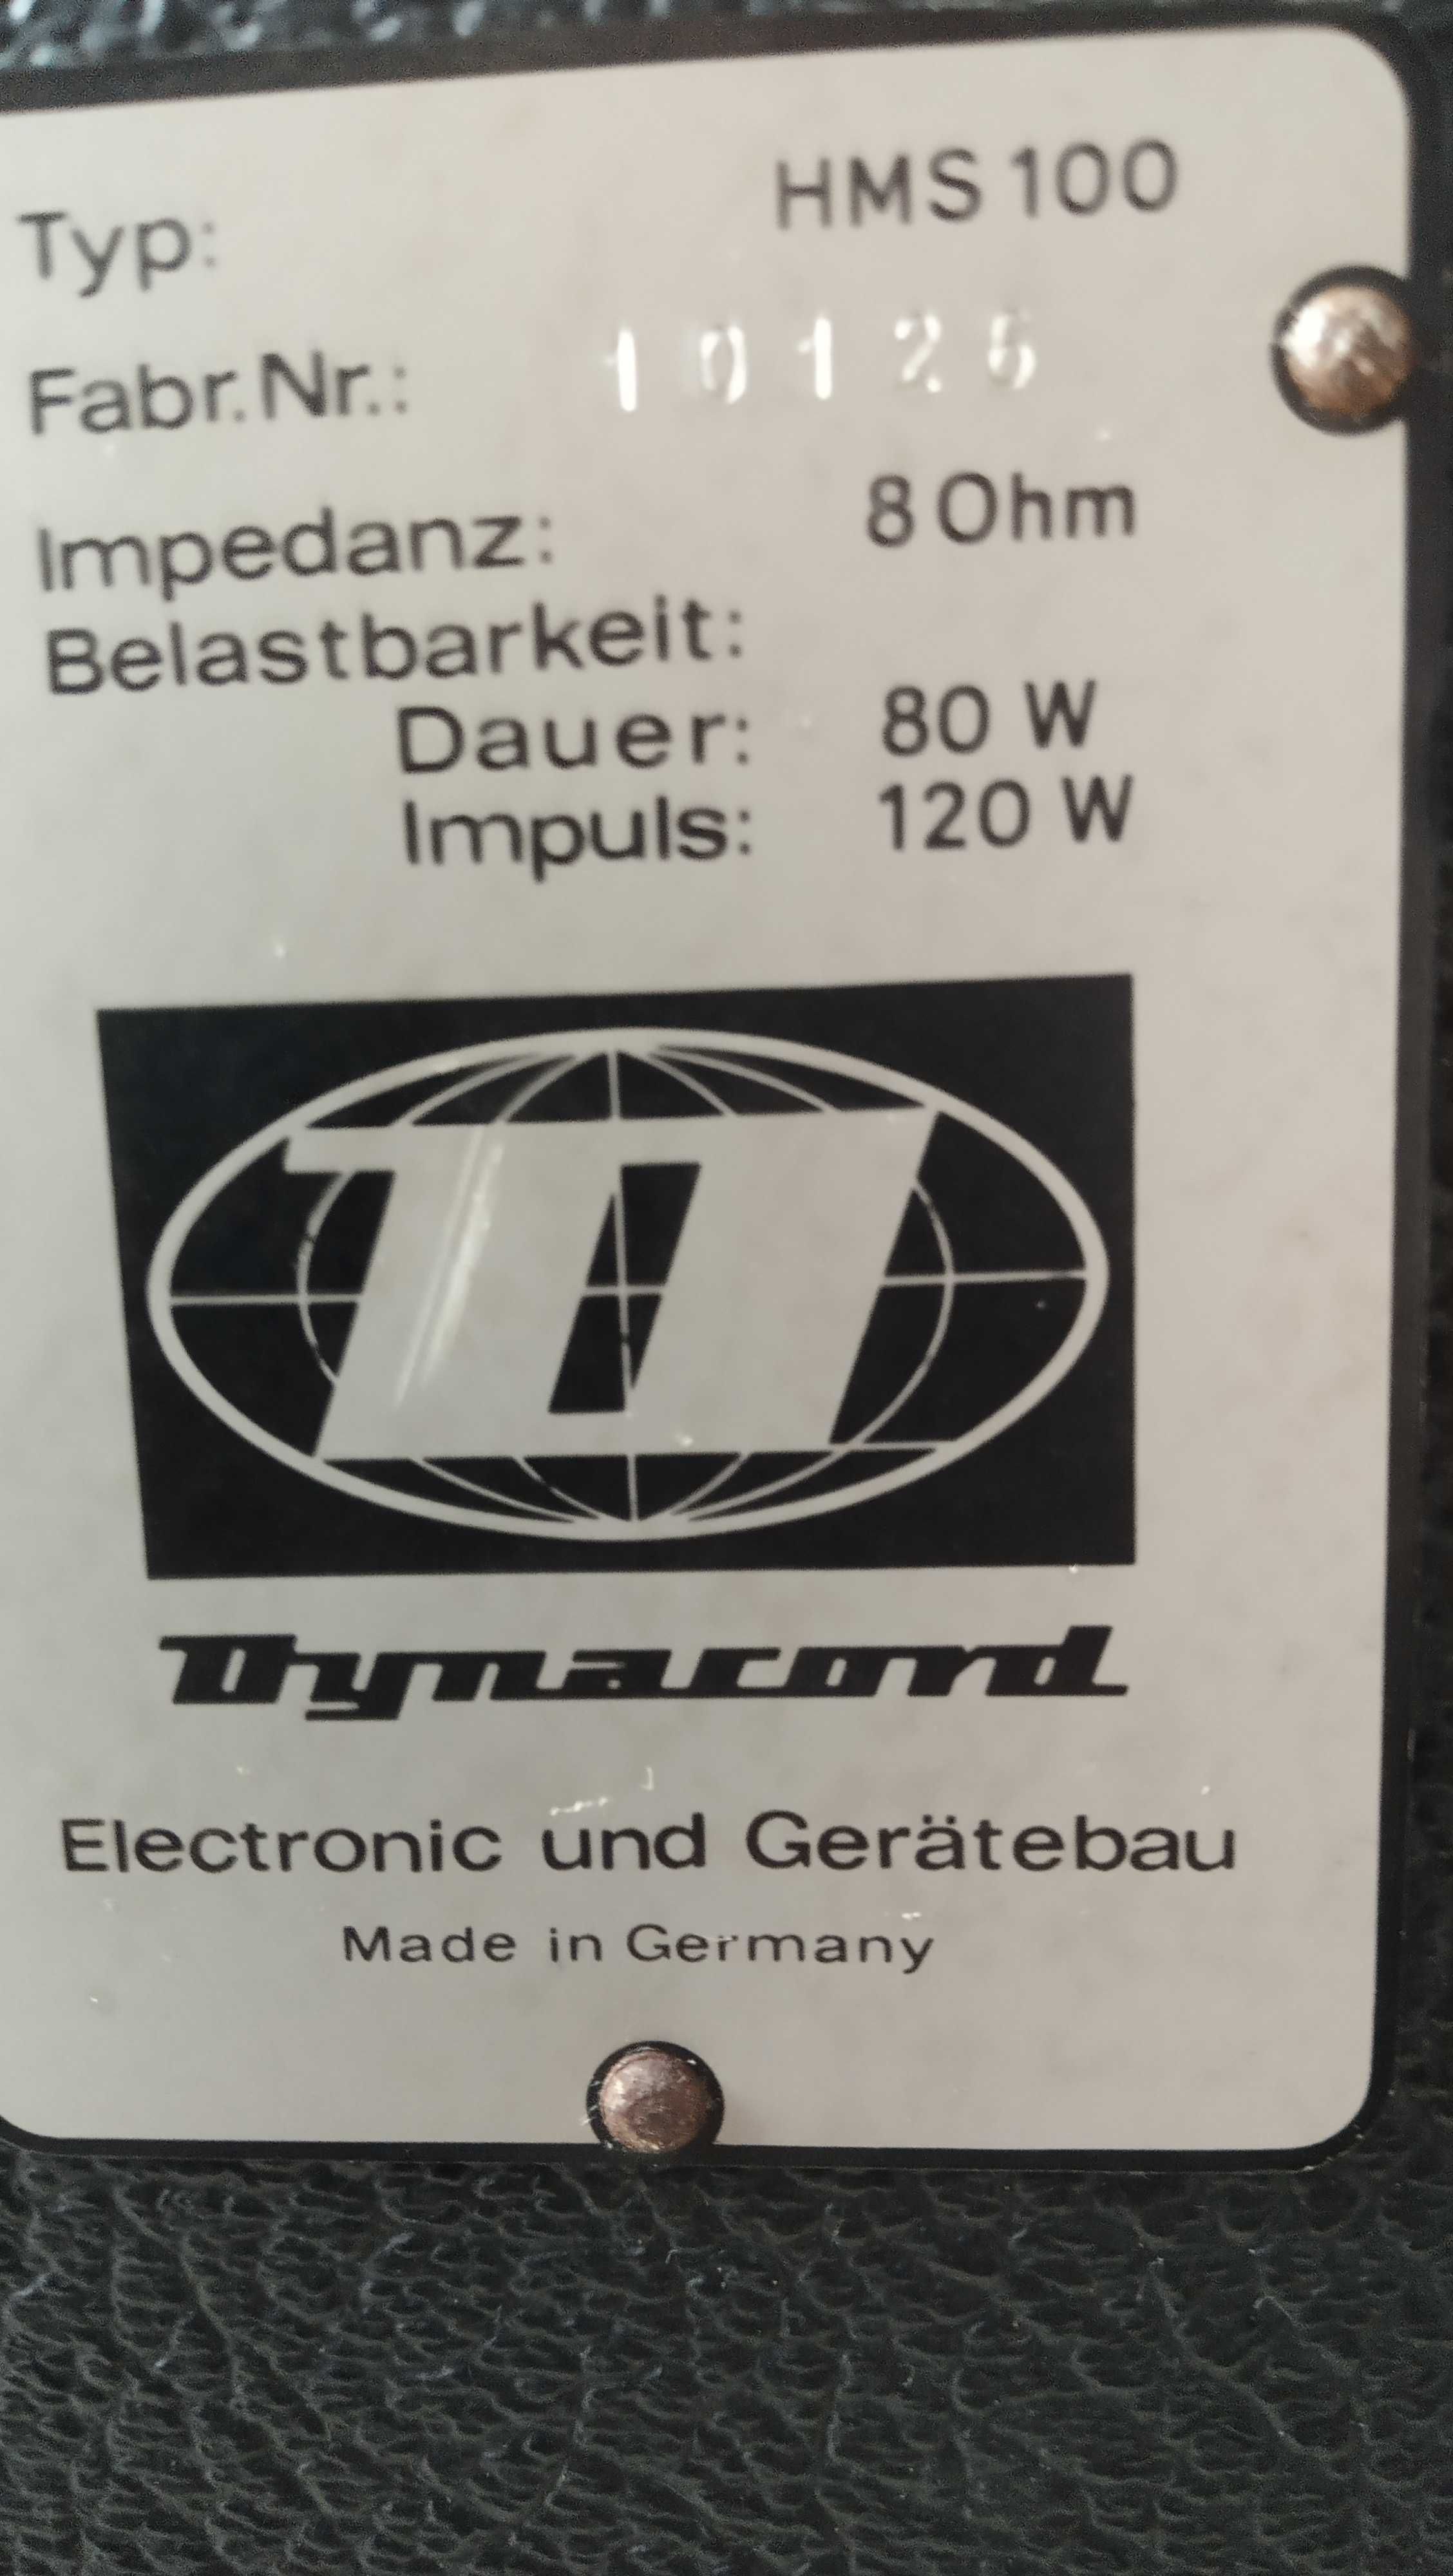 Typ: HMS 100
Fabr. Nr.: 10126
Impedanz: 8 Ohm
Belastbarkeit:
Dauer: 80 W
Impuls: 120 W
D
Dynacord
Electronic und Gerätebau
Made in Germany